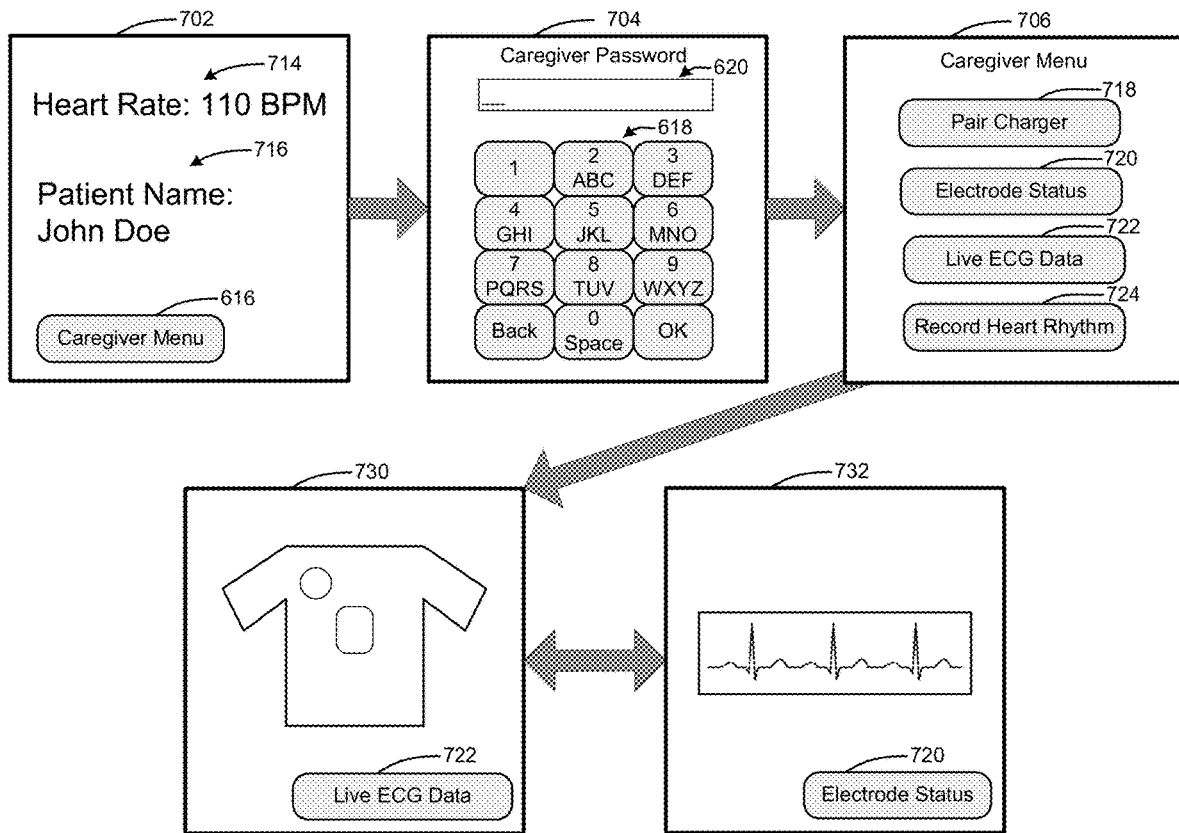 702
714
Heart Rate: 110 BPM
716
Patient Name:
John Doe
616
Caregiver Menu
704
Caregiver Password
620
618
1
2
ABC
3
DEF
4
GHI
5
JKL
6
MNO
7
PQRS
8
TUV
9
WXYZ
Back
0
Space
OK
706
Caregiver Menu
718
Pair Charger
720
Electrode Status
722
Live ECG Data
724
Record Heart Rhythm
730
722
Live ECG Data
732
720
Electrode Status